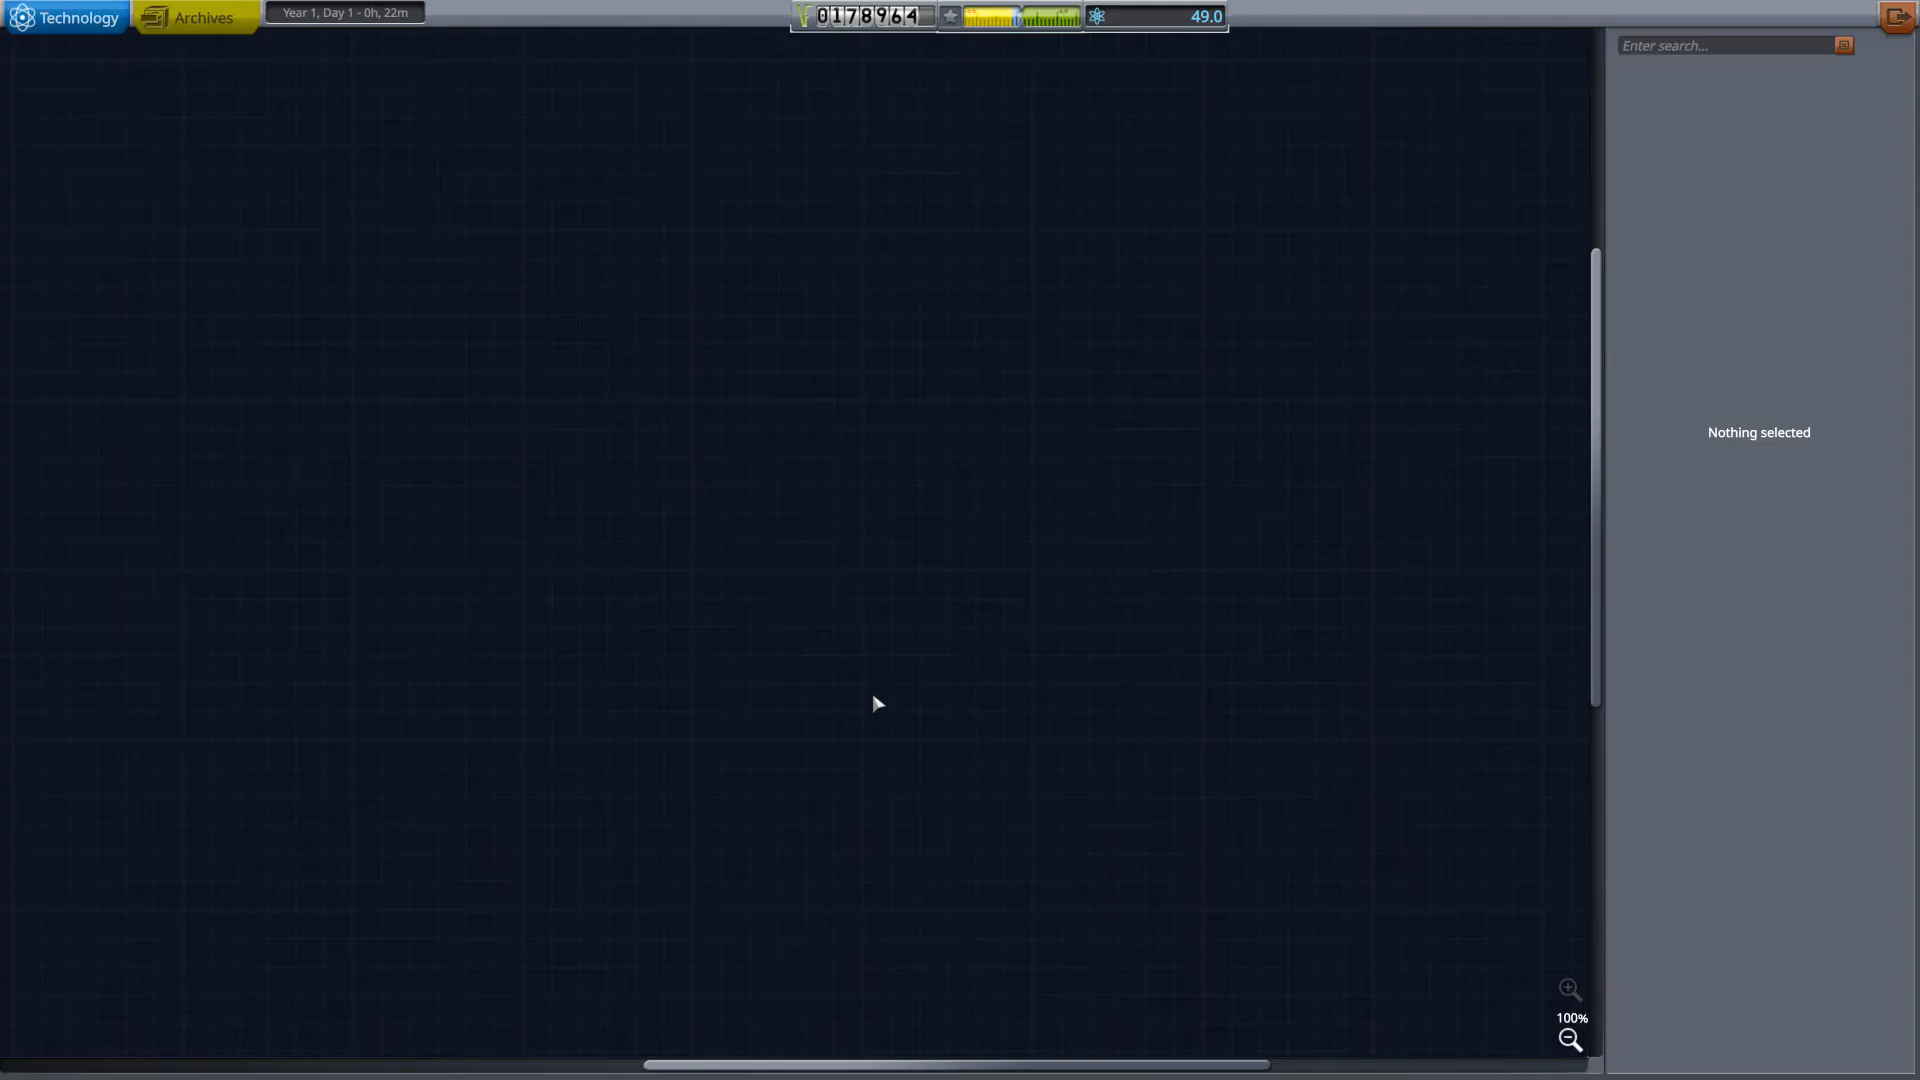 Technology
Archives
Year 1, Day 1 - 0h, 22m
0178964
49.0
Enter search...
Nothing selected
100%